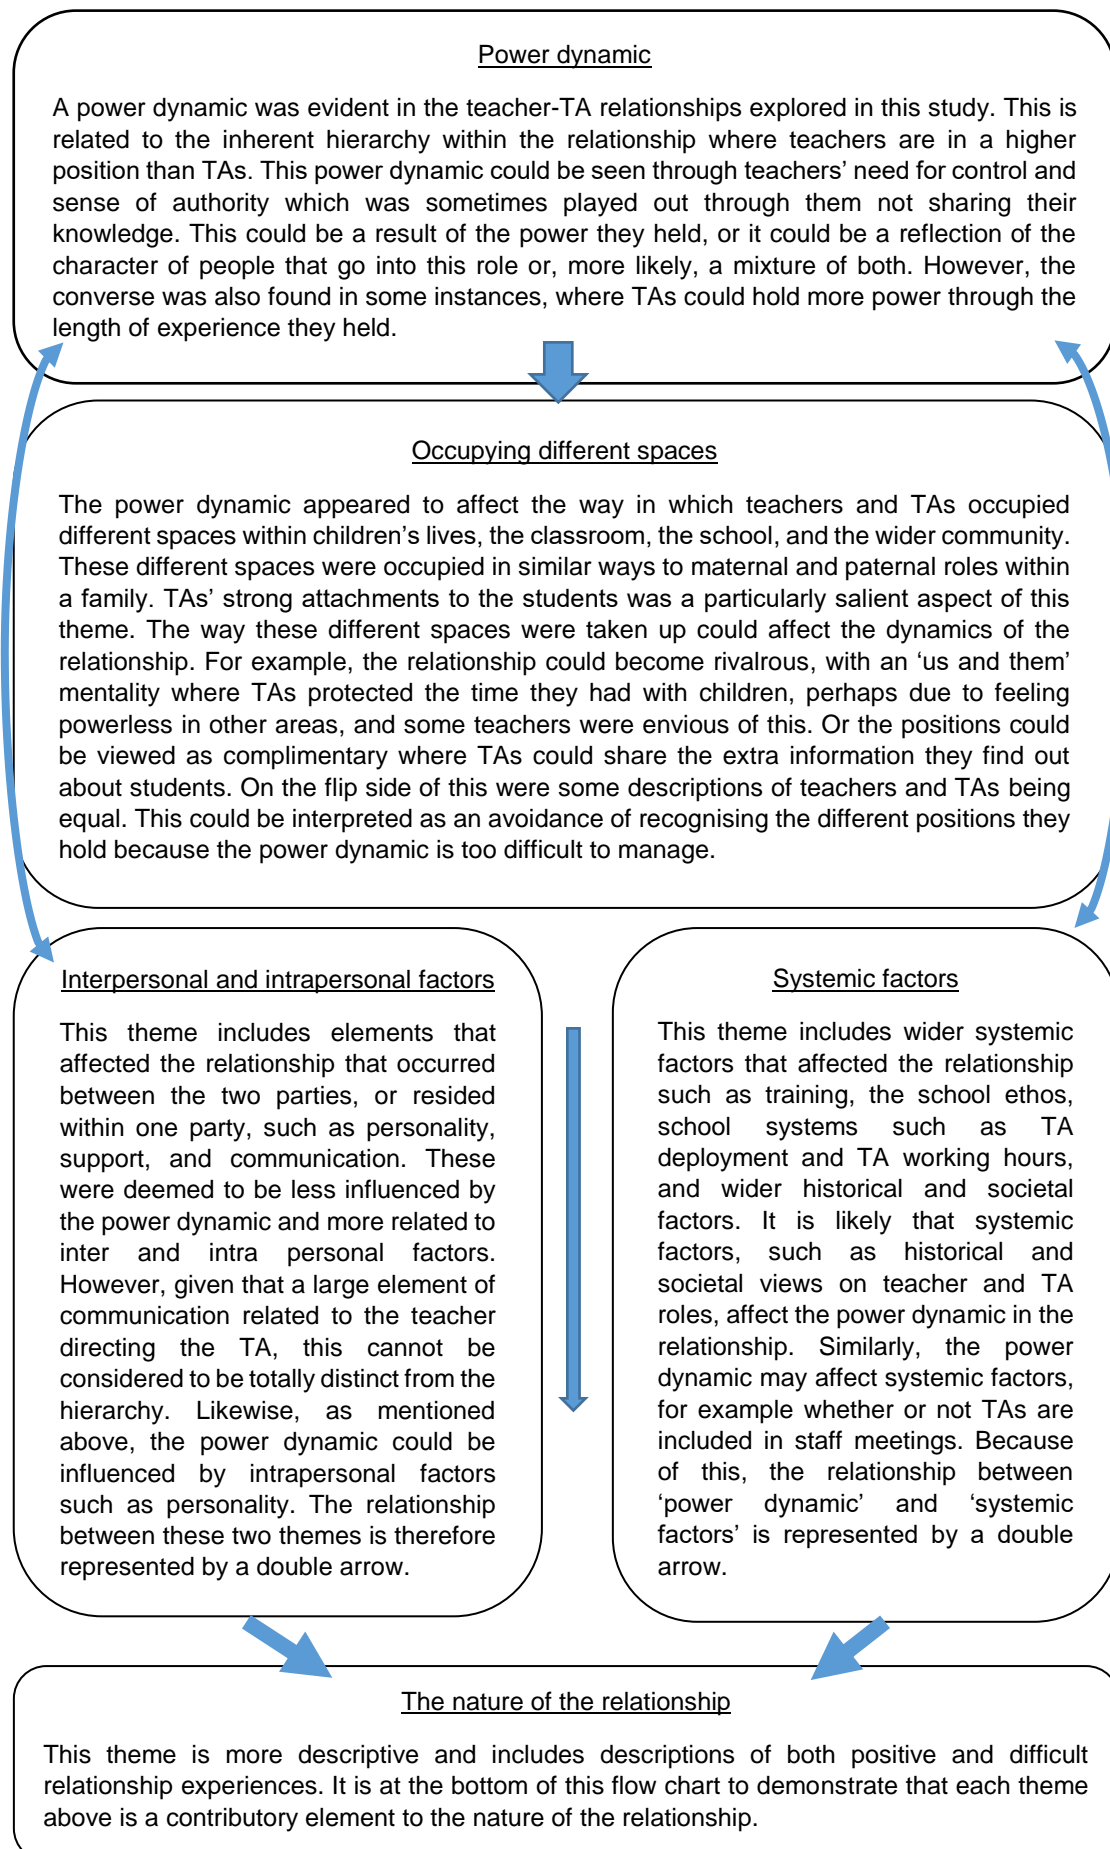 Power dynamic
A power dynamic was evident in the teacher-TA relationships explored in this study. This is
related to the inherent hierarchy within the relationship where teachers are in a higher
position than TAs. This power dynamic could be seen through teachers’ need for control and
sense of authority which was sometimes played out through them not sharing their
knowledge. This could be a result of the power they held, or it could be a reflection of the
character of people that go into this role or, more likely, a mixture of both. However, the
converse was also found in some instances, where TAs could hold more power through the
length of experience they held.
Occupying different spaces
The power dynamic appeared to affect the way in which teachers and TAs occupied
different spaces within children’s lives, the classroom, the school, and the wider community.
These different spaces were occupied in similar ways to maternal and paternal roles within
a family. TAs’ strong attachments to the students was a particularly salient aspect of this
theme. The way these different spaces were taken up could affect the dynamics of the
relationship. For example, the relationship could become rivalrous, with an ‘us and them’
mentality where TAs protected the time they had with children, perhaps due to feeling
powerless in other areas, and some teachers were envious of this. Or the positions could
be viewed as complimentary where TAs could share the extra information they find out
about students. On the flip side of this were some descriptions of teachers and TAs being
equal. This could be interpreted as an avoidance of recognising the different positions they
hold because the power dynamic is too difficult to manage.
Interpersonal and intrapersonal factors
This theme includes elements that
affected the relationship that occurred
between the two parties, or resided
within one party, such as personality,
support, and communication. These
were deemed to be less influenced by
the power dynamic and more related to
inter and intra personal factors.
However, given that a large element of
communication related to the teacher
directing the TA, this cannot be
considered to be totally distinct from the
hierarchy. Likewise, as mentioned
above, the power dynamic could be
influenced by intrapersonal factors
such as personality. The relationship
between these two themes is therefore
represented by a double arrow.
Systemic factors
This theme includes wider systemic
factors that affected the relationship
such as training, the school ethos,
school systems such as TA
deployment and TA working hours,
and wider historical and societal
factors. It is likely that systemic
factors, such as historical and
societal views on teacher and TA
roles, affect the power dynamic in the
relationship. Similarly, the power
dynamic may affect systemic factors,
for example whether or not TAs are
included in staff meetings. Because
of this, the relationship between
‘power dynamic’ and ‘systemic
factors’ is represented by a double
arrow.
The nature of the relationship
This theme is more descriptive and includes descriptions of both positive and difficult
relationship experiences. It is at the bottom of this flow chart to demonstrate that each theme
above is a contributory element to the nature of the relationship.